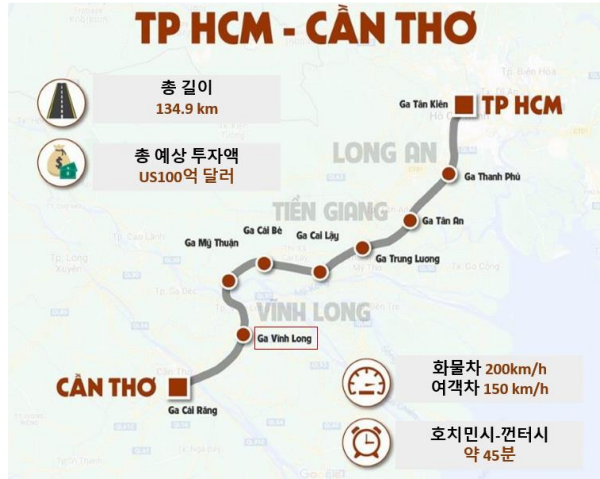 TP HCM - CẦN THƠ
총 길이
134.9 km
총 예상 투자액
US100억 달러
Ga Tân Kiên
TP HCM
LONG AN
Ga Thanh Phú
TIỀN GIANG
Ga Tân An
Ga Cái Bè
Ga Cai Lậy
Ga Mỹ Thuận
Ga Trung Lương
VĨNH LONG
Ga Vĩnh Long
CẦN THƠ
Ga Cái Răng
화물차 200km/h
여객차 150 km/h
호치민시-껀터시
약 45분
Google